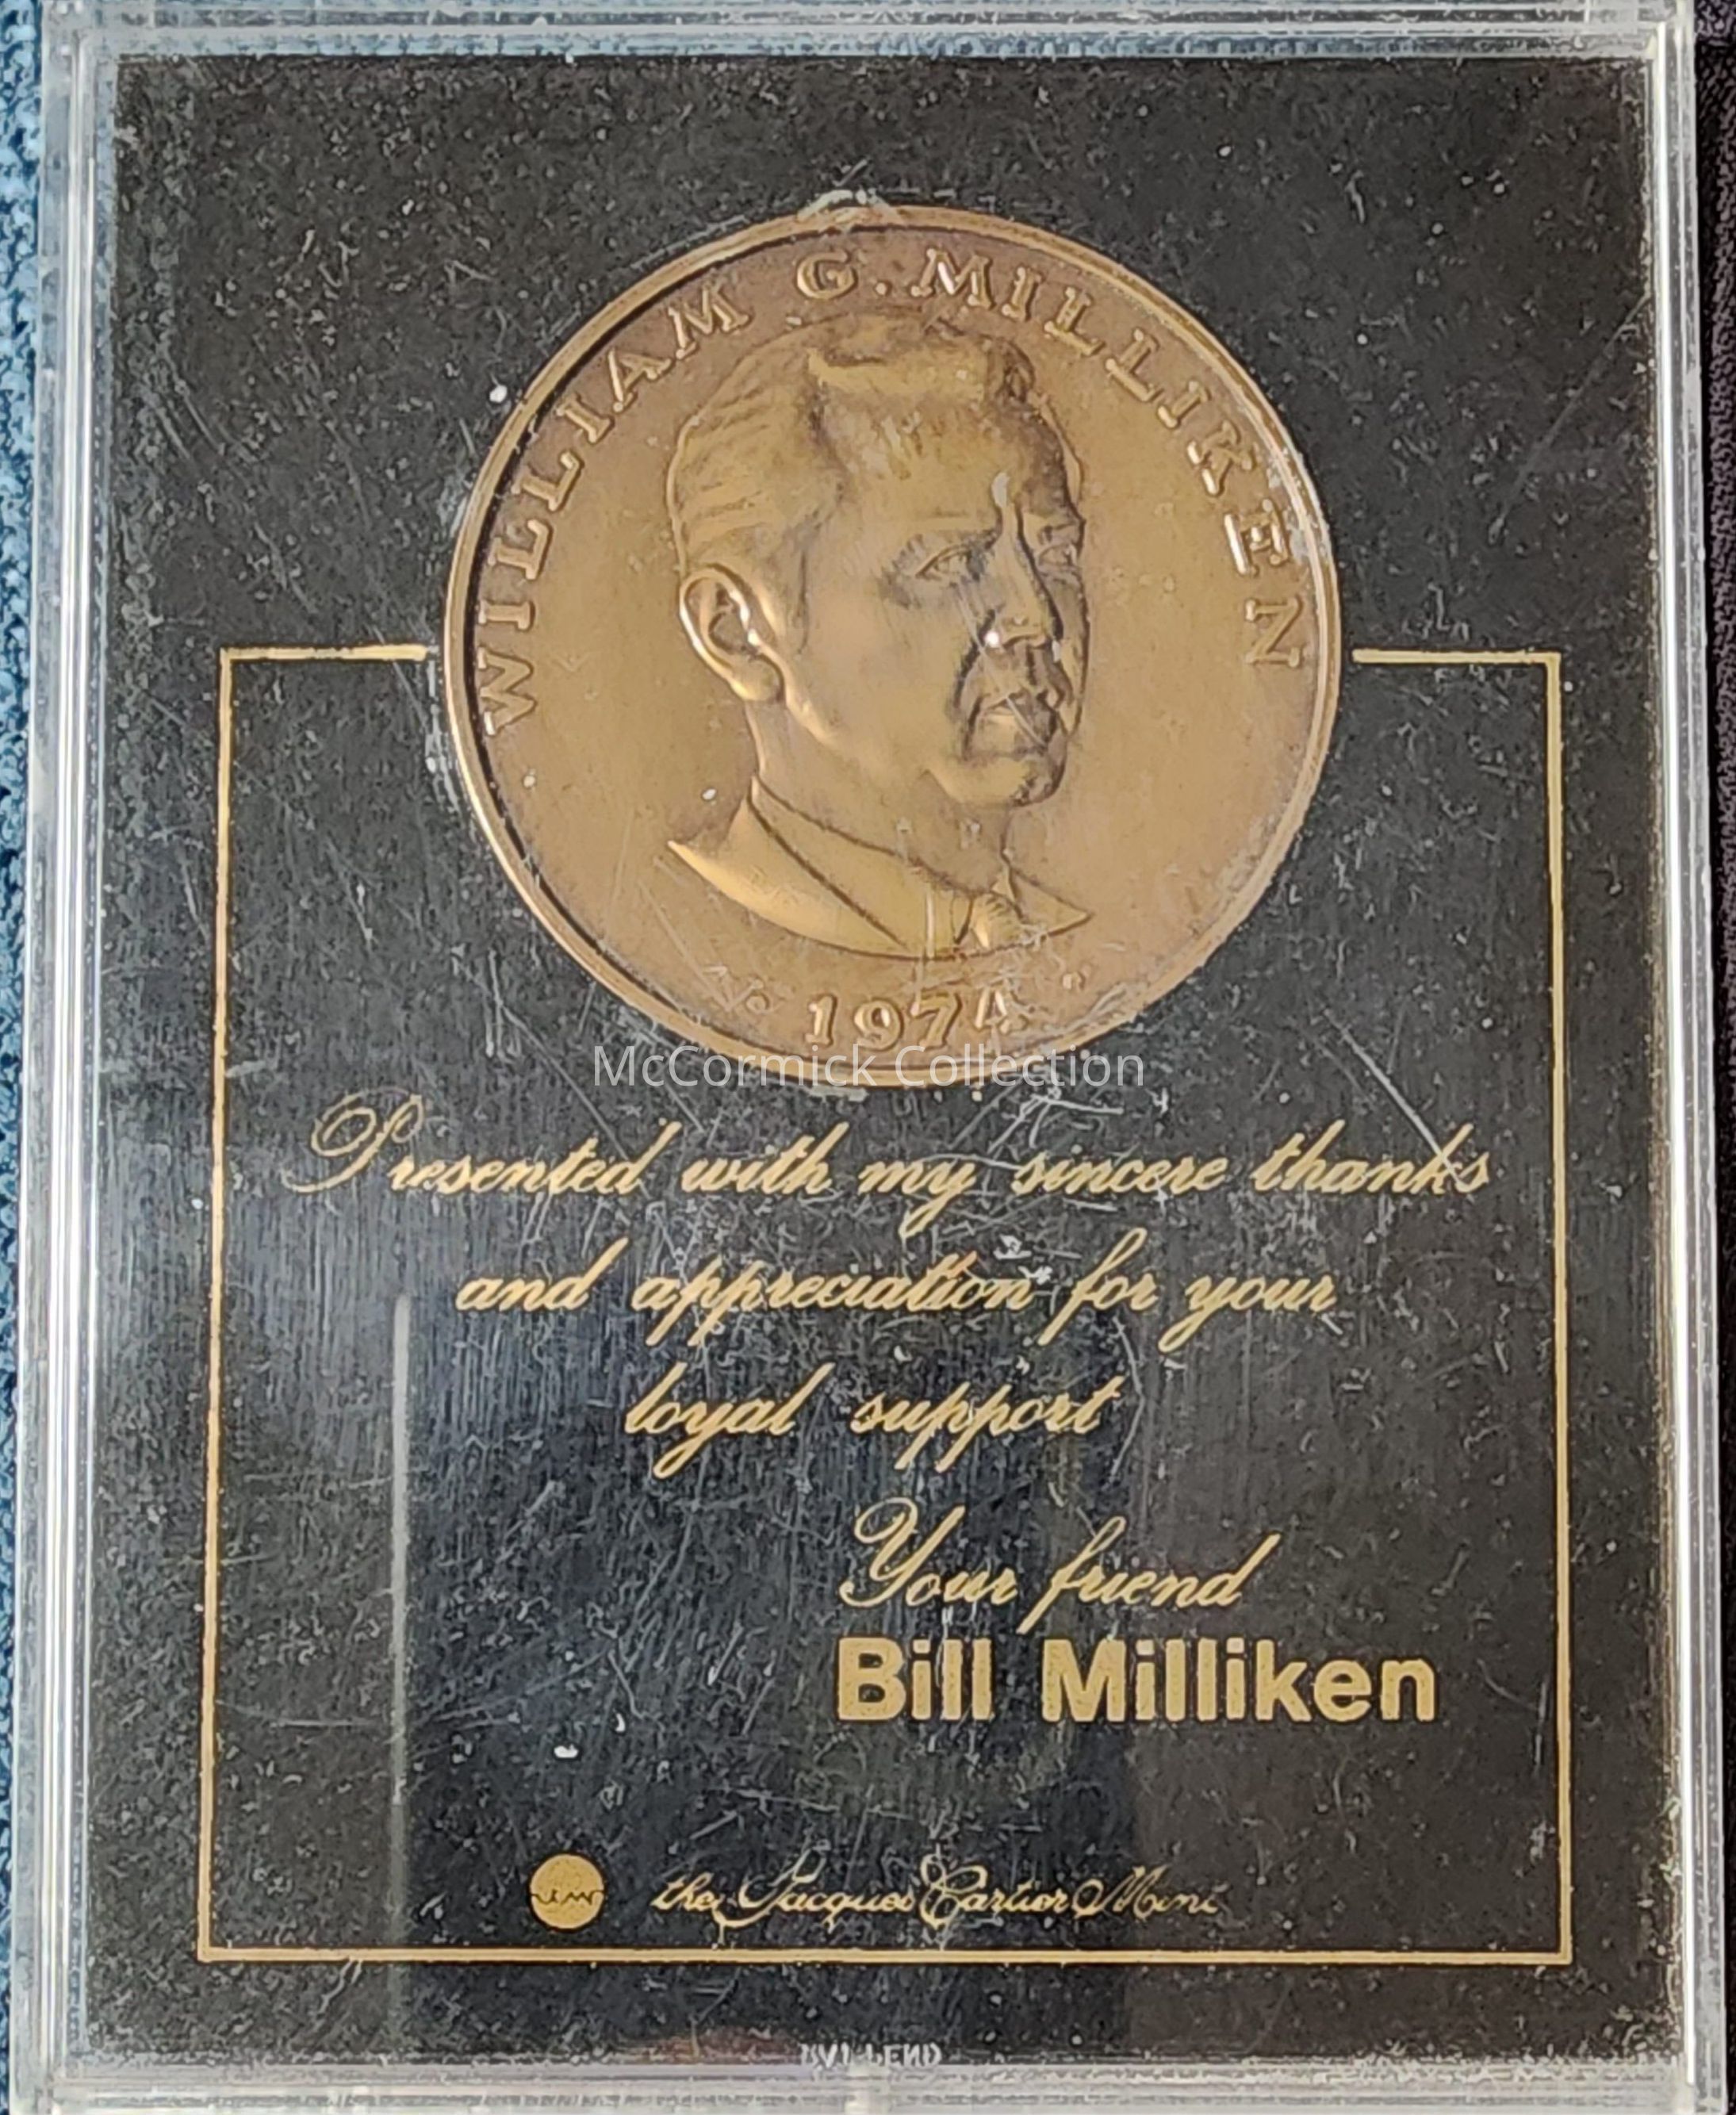 WILLIAM G. MILLIKEN
1974
McCormick Collection
Presented with my sincere thanks
and appreciation for your
loyal support
Your friend
Bill Milliken
the Jacques Cartier Mint